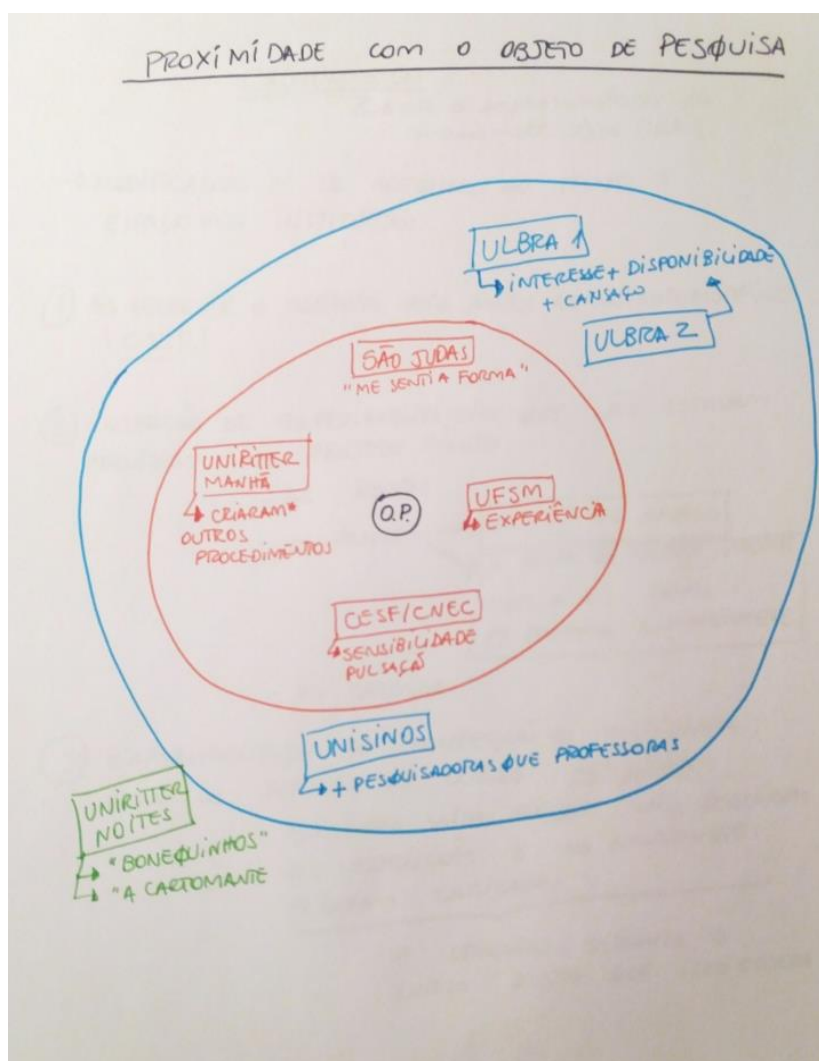 PROXIMIDADE COM O OBJETO DE PESQUISA
ULBRA 1
INTERESSE + DISPONIBILIDADE
+ CANSAÇO
ULBRA 2
SÃO JUDAS
"ME SENTI A FORMA"
UNIRITTER
MANHÃ
CRIARAM*
OUTROS
PROCEDIMENTOS
O.P.
UFSM
EXPERIÊNCIA
CESF/CNEC
SENSIBILIDADE
PULSAÇÃ
UNISINOS
+ PESQUISADORAS QUE PROFESSORAS
UNIRITTER
NOITES
"BONEQUINHOS"
"A CARTOMANTE